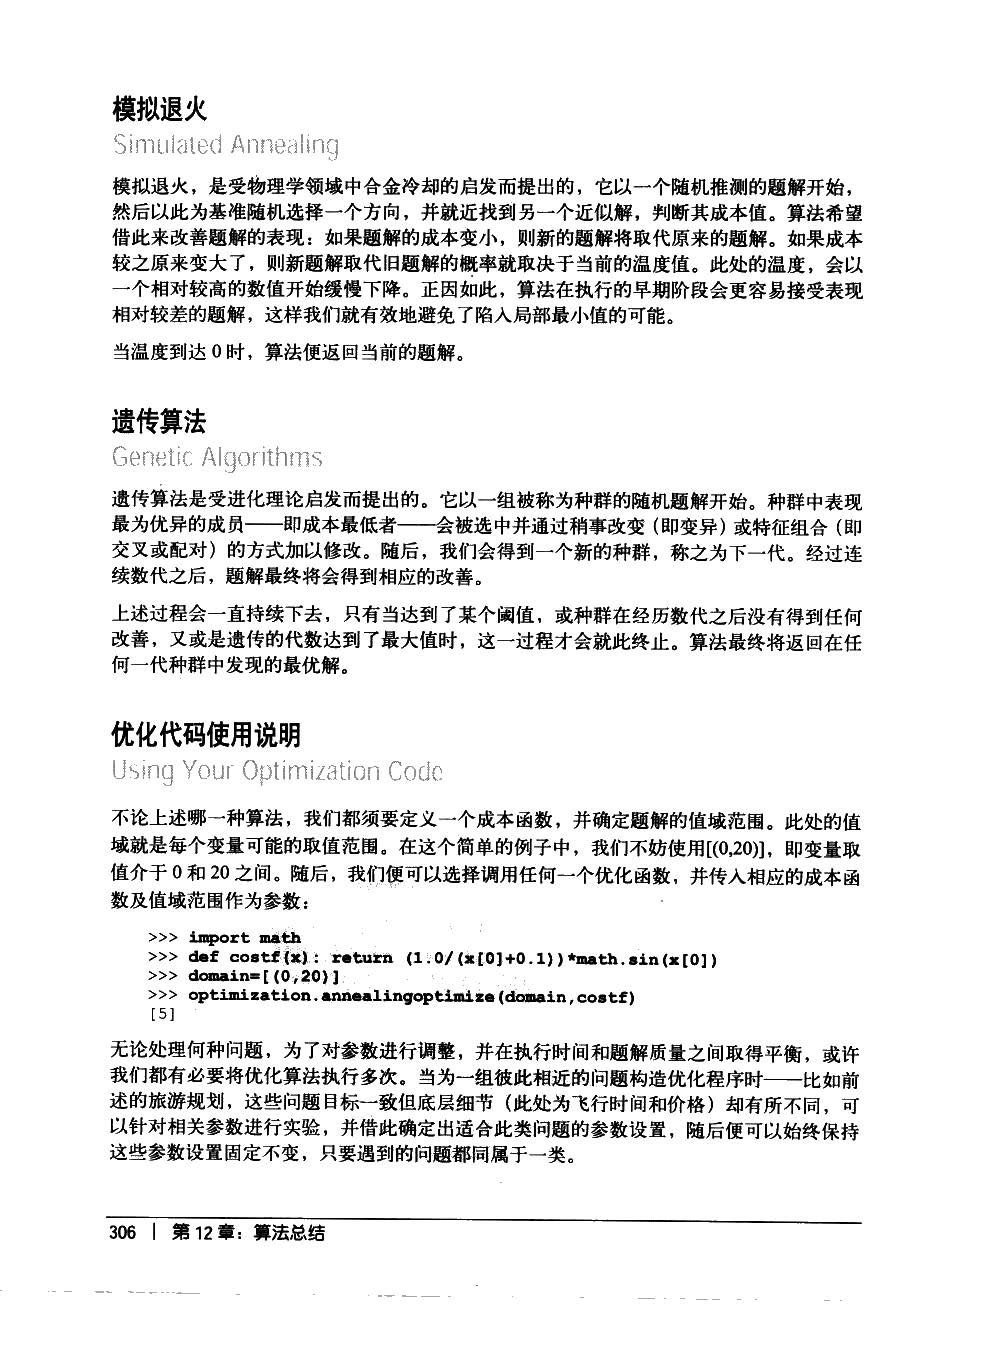 模拟退火
Simulated Annealing
模拟退火，是受物理学领域中合金冷却的启发而提出的，它以一个随机推测的题解开始，
然后以此为基准随机选择一个方向，并就近找到另一个近似解，判断其成本值。算法希望
借此来改善题解的表现：如果题解的成本变小，则新的题解将取代原来的题解。如果成本
较之原来变大了，则新题解取代旧题解的概率就取决于当前的温度值。此处的温度，会以
一个相对较高的数值开始缓慢下降。正因如此，算法在执行的早期阶段会更容易接受表现
相对较差的题解，这样我们就有效地避免了陷入局部最小值的可能。
当温度到达 0 时，算法便返回当前的题解。
遗传算法
Genetic Algorithms
遗传算法是受进化理论启发而提出的。它以一组被称为种群的随机题解开始。种群中表现
最为优异的成员——即成本最低者——会被选中并通过稍事改变（即变异）或特征组合（即
交叉或配对）的方式加以修改。随后，我们会得到一个新的种群，称之为下一代。经过连
续数代之后，题解最终将会得到相应的改善。
上述过程会一直持续下去，只有当达到了某个阈值，或种群在经历数代之后没有得到任何
改善，又或是遗传的代数达到了最大值时，这一过程才会就此终止。算法最终将返回在任
何一代种群中发现的最优解。
优化代码使用说明
Using Your Optimization Code
不论上述哪一种算法，我们都须要定义一个成本函数，并确定题解的值域范围。此处的值
域就是每个变量可能的取值范围。在这个简单的例子中，我们不妨使用[(0,20)]，即变量取
值介于 0 和 20 之间。随后，我们便可以选择调用任何一个优化函数，并传入相应的成本函
数及值域范围作为参数：
>>> import math
>>> def costf(x): return (1.0/(x[0]+0.1))*math.sin(x[0])
>>> domain=[(0,20)]
>>> optimization.annealingoptimize(domain,costf)
[5]
无论处理何种问题，为了对参数进行调整，并在执行时间和题解质量之间取得平衡，或许
我们都有必要将优化算法执行多次。当为一组彼此相近的问题构造优化程序时——比如前
述的旅游规划，这些问题目标一致但底层细节（此处为飞行时间和价格）却有所不同，可
以针对相关参数进行实验，并借此确定出适合此类问题的参数设置，随后便可以始终保持
这些参数设置固定不变，只要遇到的问题都同属于一类。
306 | 第 12 章：算法总结